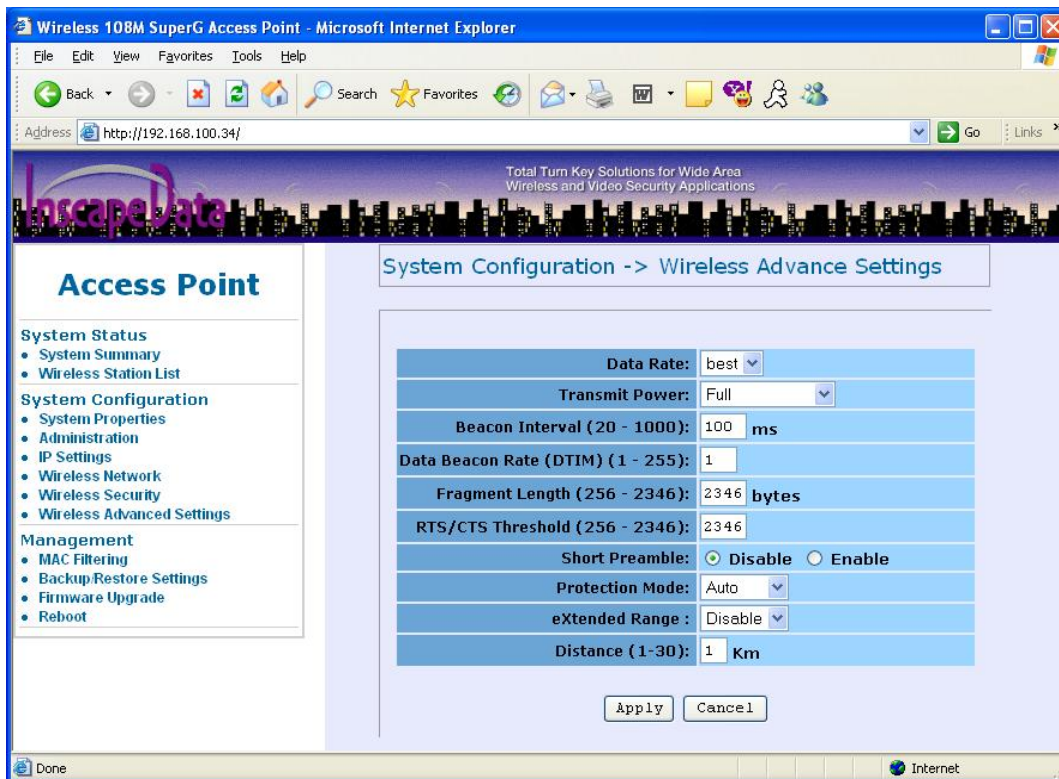 Wireless 108M SuperG Access Point - Microsoft Internet Explorer
File Edit View Favorites Tools Help
Back Search Favorites
Address http://192.168.100.34/ Go Links »
InscapeData
Total Turn Key Solutions for Wide Area
Wireless and Video Security Applications
Access Point
System Status
• System Summary
• Wireless Station List
System Configuration
• System Properties
• Administration
• IP Settings
• Wireless Network
• Wireless Security
• Wireless Advanced Settings
Management
• MAC Filtering
• Backup/Restore Settings
• Firmware Upgrade
• Reboot
System Configuration -> Wireless Advance Settings
Data Rate: best
Transmit Power: Full
Beacon Interval (20 - 1000): 100 ms
Data Beacon Rate (DTIM) (1 - 255): 1
Fragment Length (256 - 2346): 2346 bytes
RTS/CTS Threshold (256 - 2346): 2346
Short Preamble: Disable Enable
Protection Mode: Auto
eXtended Range : Disable
Distance (1-30): 1 Km
Apply Cancel
Done Internet